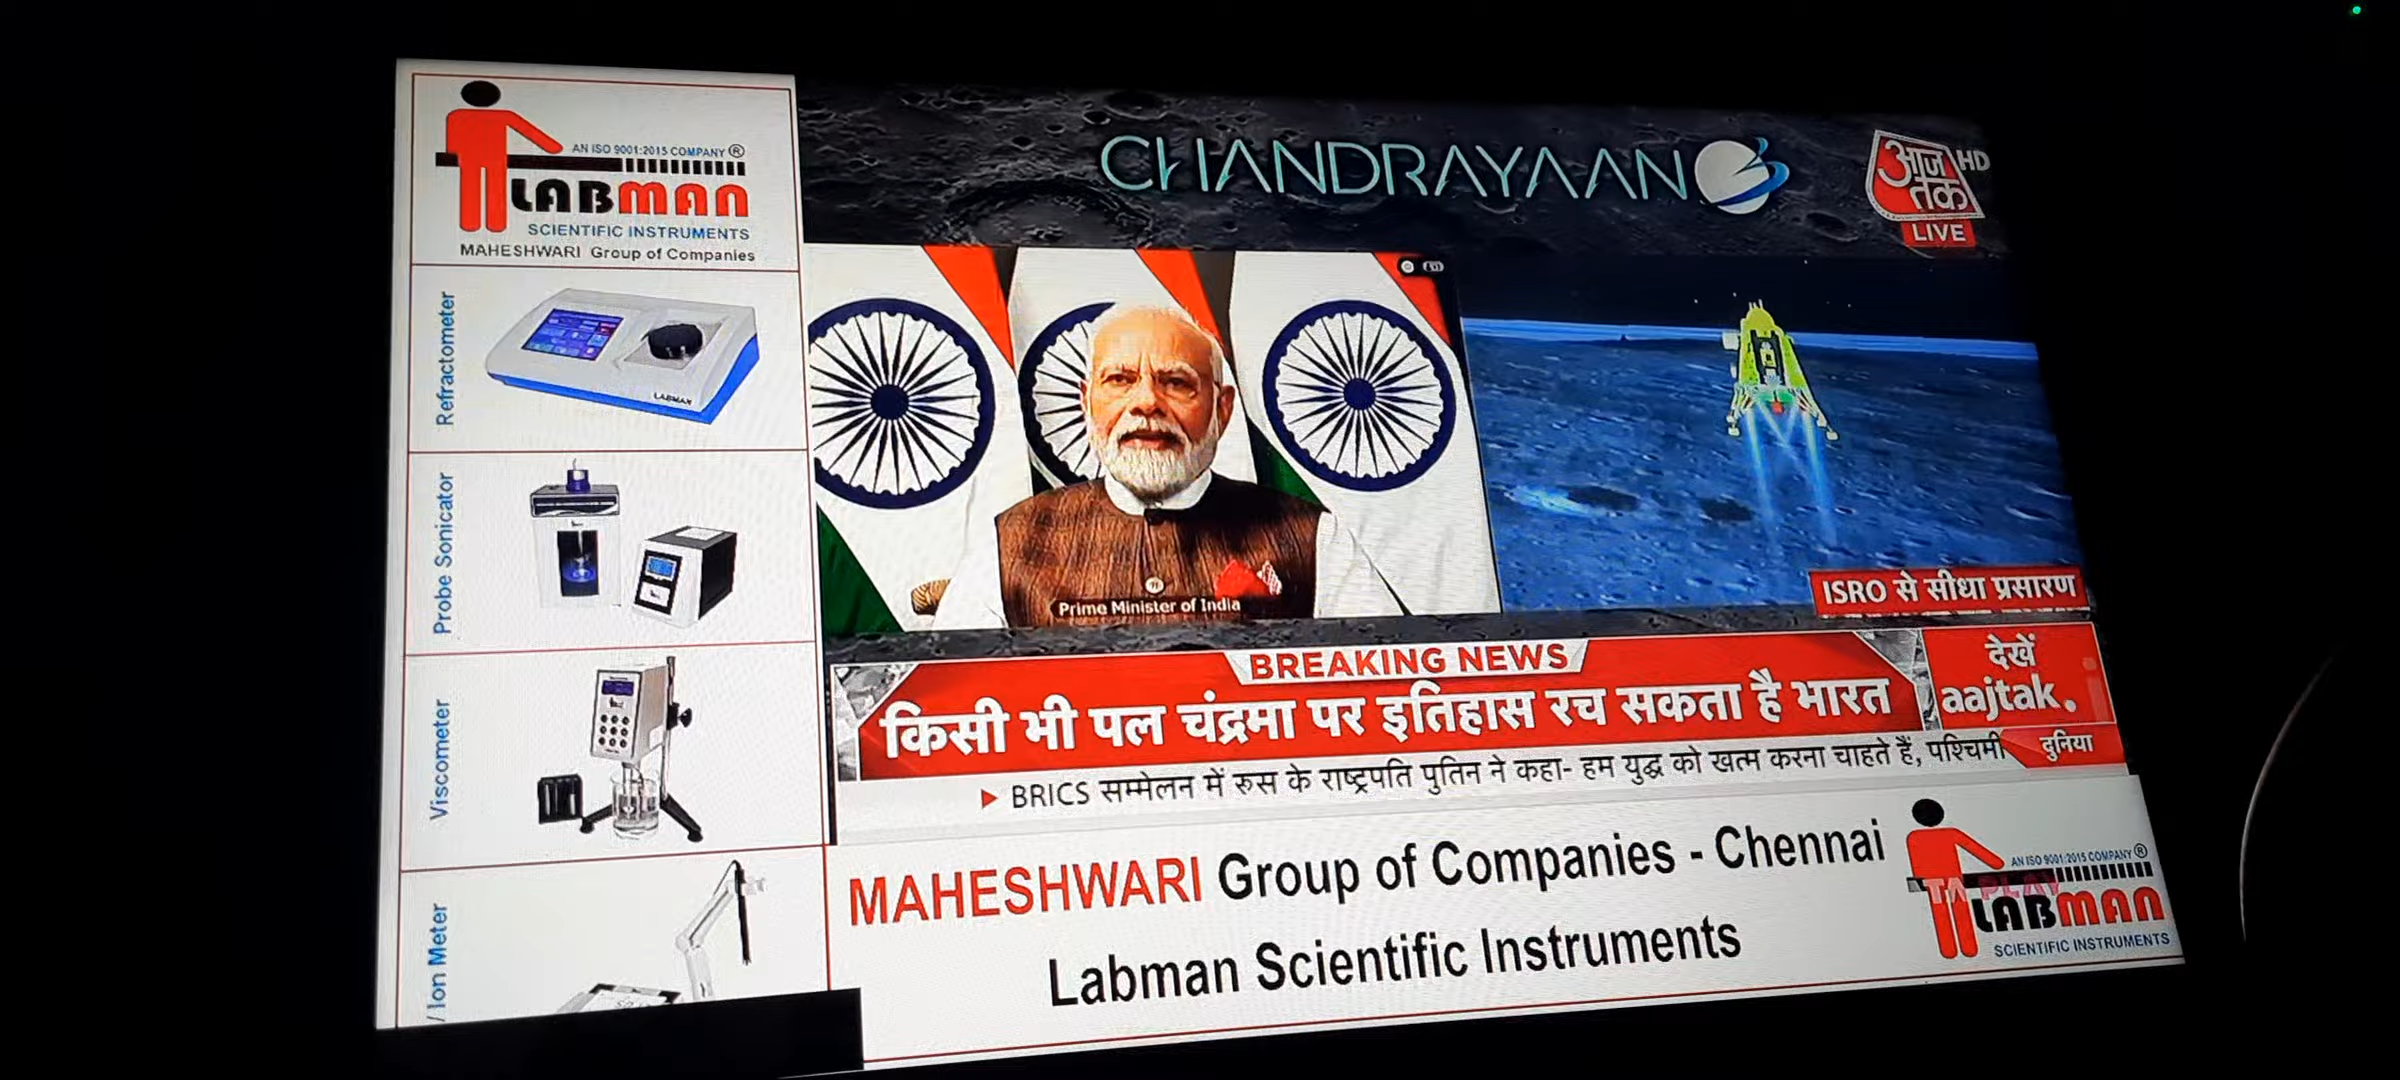 AN ISO 9001:2015 COMPANY ®
LABMAN
SCIENTIFIC INSTRUMENTS
MAHESHWARI Group of Companies
Refractometer
LABMAN
Probe Sonicator
Viscometer
/ Ion Meter
CHANDRAYAAN
आज तक HD
LIVE
Prime Minister of India
ISRO से सीधा प्रसारण
BREAKING NEWS
किसी भी पल चंद्रमा पर इतिहास रच सकता है भारत
देखें
aajtak.
BRICS सम्मेलन में रूस के राष्ट्रपति पुतिन ने कहा- हम युद्ध को खत्म करना चाहते हैं, पश्चिमी
दुनिया
MAHESHWARI Group of Companies - Chennai
Labman Scientific Instruments
AN ISO 9001:2015 COMPANY ®
TA PLAY
LABMAN
SCIENTIFIC INSTRUMENTS